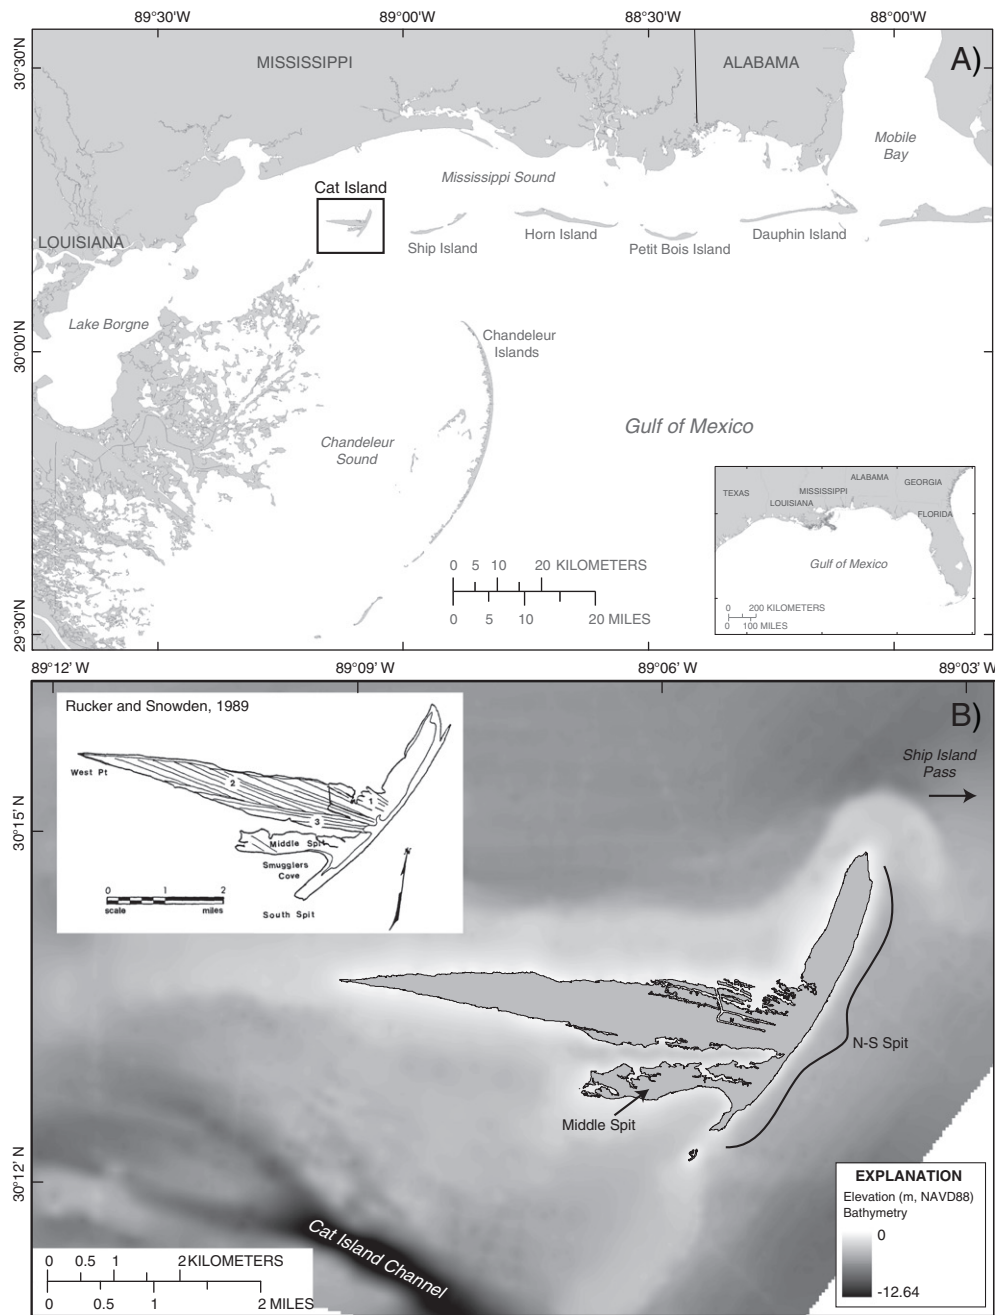 89°30'W
89°00'W
88°30'W
88°00'W
30°30'N
MISSISSIPPI
ALABAMA
A)
Mobile
Bay
Mississippi Sound
Cat Island
Ship Island
Horn Island
Petit Bois Island
Dauphin Island
LOUISIANA
Lake Borgne
30°00'N
Chandeleur
Islands
Gulf of Mexico
Chandeleur
Sound
TEXAS
LOUISIANA
MISSISSIPPI
ALABAMA
GEORGIA
FLORIDA
Gulf of Mexico
0 200 KILOMETERS
0 100 MILES
0 5 10 20 KILOMETERS
0 5 10 20 MILES
29°30'N
89°12' W
89°09' W
89°06' W
89°03' W
Rucker and Snowden, 1989
B)
West Pt
2
1
3
Middle Spit
Smugglers
Cove
South Spit
0 1 2
scale miles
N
Ship Island
Pass
30°15'N
N-S Spit
Middle Spit
30°12'N
Cat Island Channel
EXPLANATION
Elevation (m, NAVD88)
Bathymetry
0
-12.64
0 0.5 1 2 KILOMETERS
0 0.5 1 2 MILES